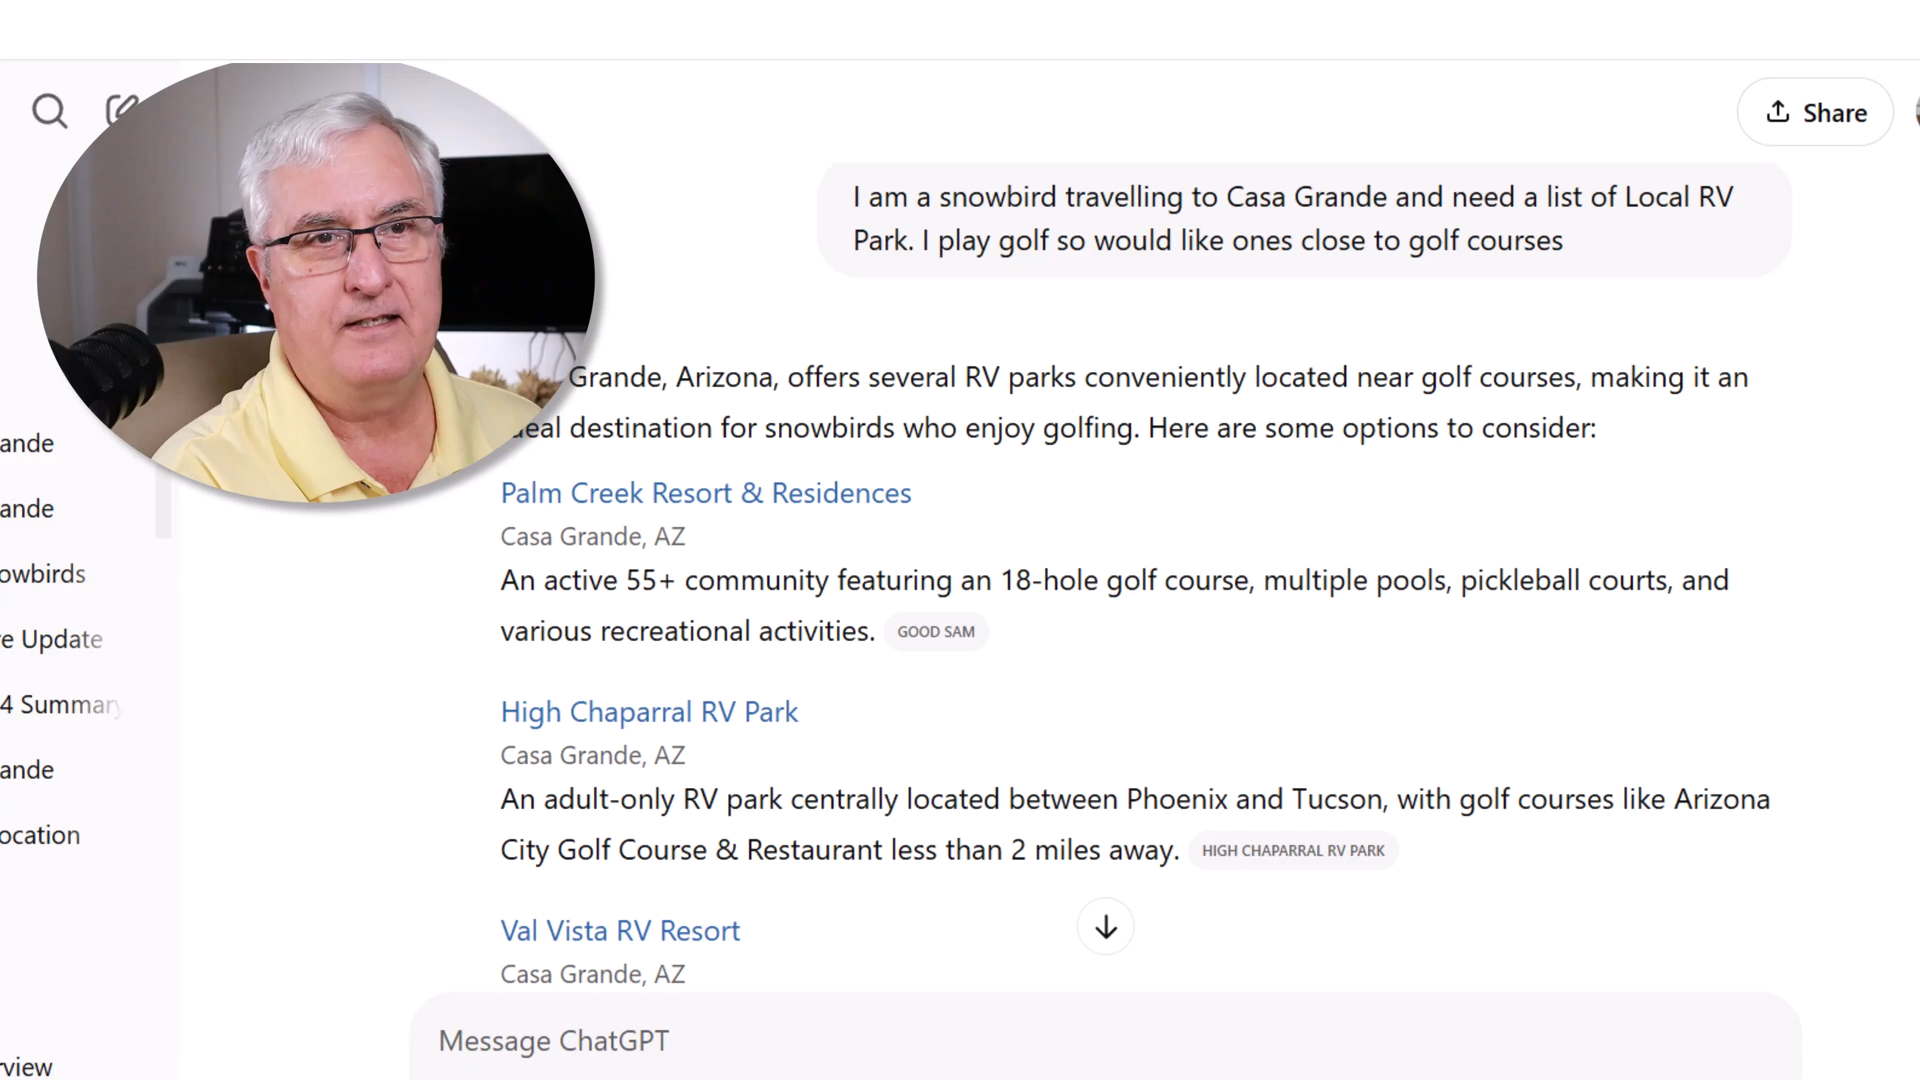 Share
I am a snowbird travelling to Casa Grande and need a list of Local RV
Park. I play golf so would like ones close to golf courses
Grande, Arizona, offers several RV parks conveniently located near golf courses, making it an
deal destination for snowbirds who enjoy golfing. Here are some options to consider:
Palm Creek Resort & Residences
Casa Grande, AZ
An active 55+ community featuring an 18-hole golf course, multiple pools, pickleball courts, and
various recreational activities. GOOD SAM
High Chaparral RV Park
Casa Grande, AZ
An adult-only RV park centrally located between Phoenix and Tucson, with golf courses like Arizona
City Golf Course & Restaurant less than 2 miles away. HIGH CHAPARRAL RV PARK
Val Vista RV Resort
Casa Grande, AZ
Message ChatGPT
ande
ande
owbirds
e Update
4 Summary
ande
ocation
rview